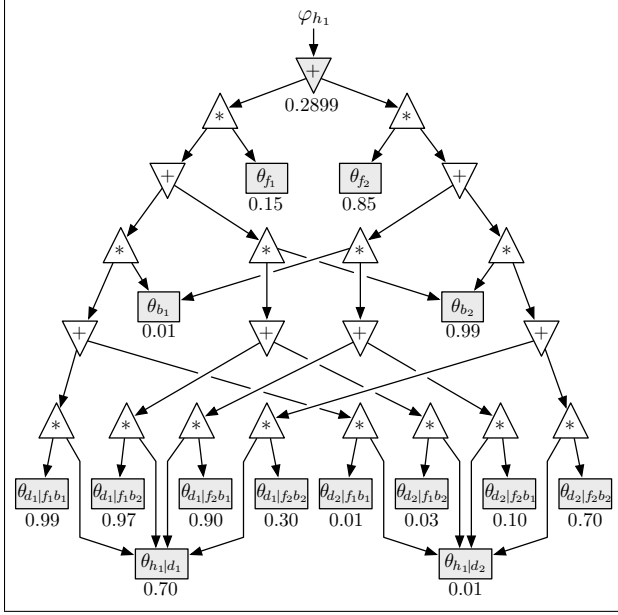 φ_{h_1}
+
0.2899
* *
+ θ_{f_1} θ_{f_2} +
0.15 0.85
* * * *
θ_{b_1} θ_{b_2}
0.01 0.99
+ + + +
* * * * * * * *
θ_{d_1|f_1b_1} θ_{d_1|f_1b_2} θ_{d_1|f_2b_1} θ_{d_1|f_2b_2} θ_{d_2|f_1b_1} θ_{d_2|f_1b_2} θ_{d_2|f_2b_1} θ_{d_2|f_2b_2}
0.99 0.97 0.90 0.30 0.01 0.03 0.10 0.70
θ_{h_1|d_1} θ_{h_1|d_2}
0.70 0.01